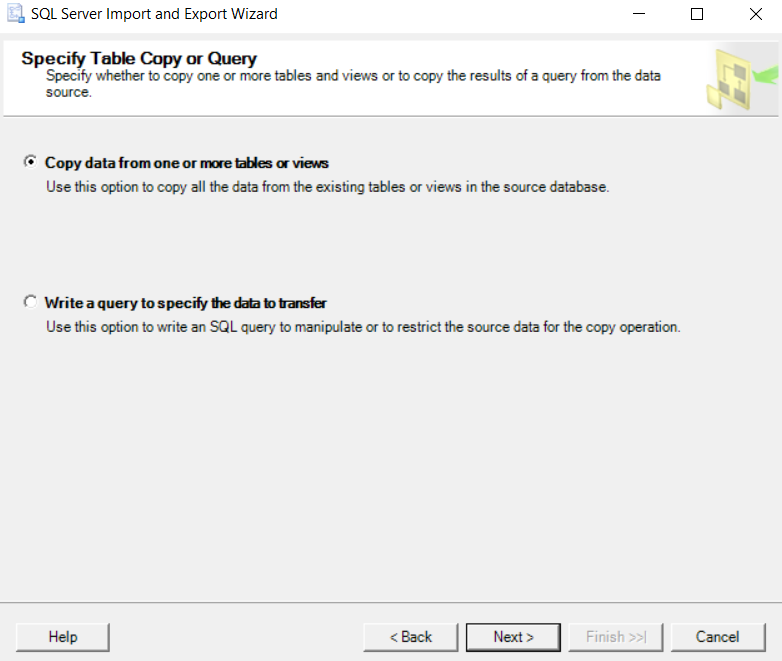 SQL Server Import and Export Wizard
Specify Table Copy or Query
Specify whether to copy one or more tables and views or to copy the results of a query from the data
source.
Copy data from one or more tables or views
Use this option to copy all the data from the existing tables or views in the source database.
Write a query to specify the data to transfer
Use this option to write an SQL query to manipulate or to restrict the source data for the copy operation.
Help
< Back
Next >
Finish >>|
Cancel